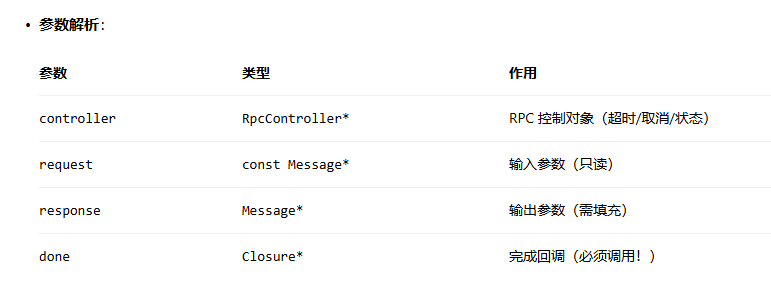 • 参数解析：
参数 类型 作用
controller RpcController* RPC 控制对象（超时/取消/状态）
request const Message* 输入参数（只读）
response Message* 输出参数（需填充）
done Closure* 完成回调（必须调用！）